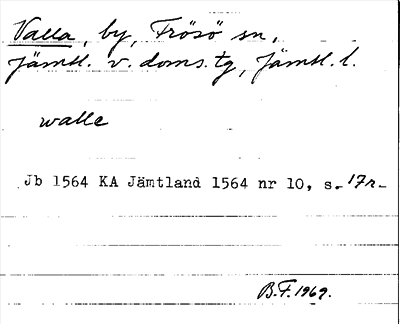 Valla, by, Frösö sn,
Jämtl. v. doms. tg, Jämtl. l.
walle
Jb 1564 KA Jämtland 1564 nr 10, s. 17r.
B.F. 1969.